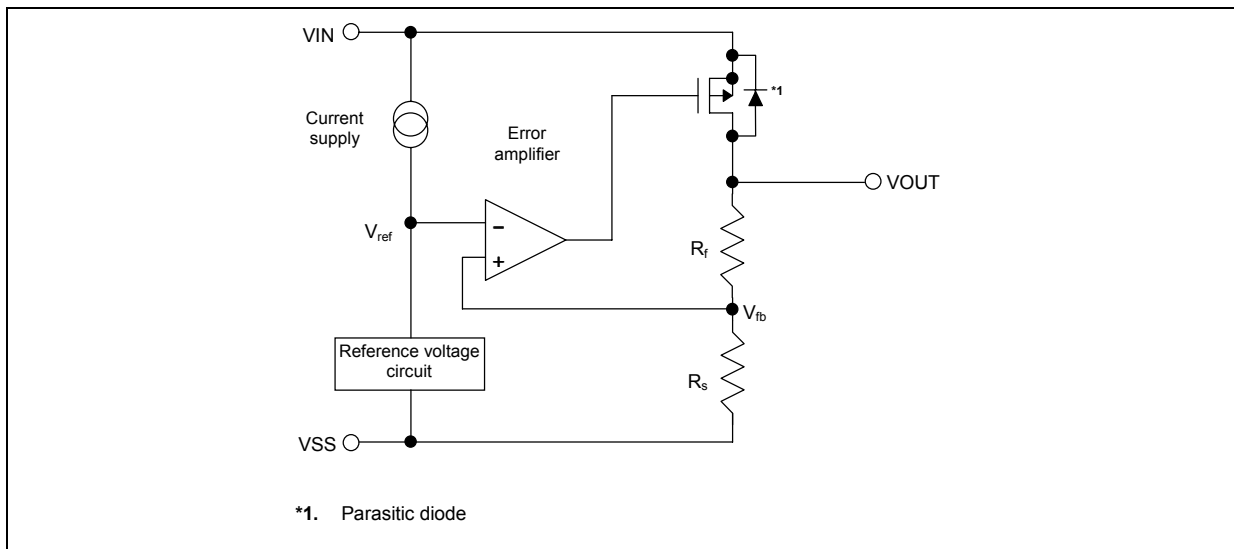 VIN
*1
Current
supply
Error
amplifier
VOUT
Vref
−
+
Rf
Vfb
Reference voltage
circuit
Rs
VSS
*1. Parasitic diode